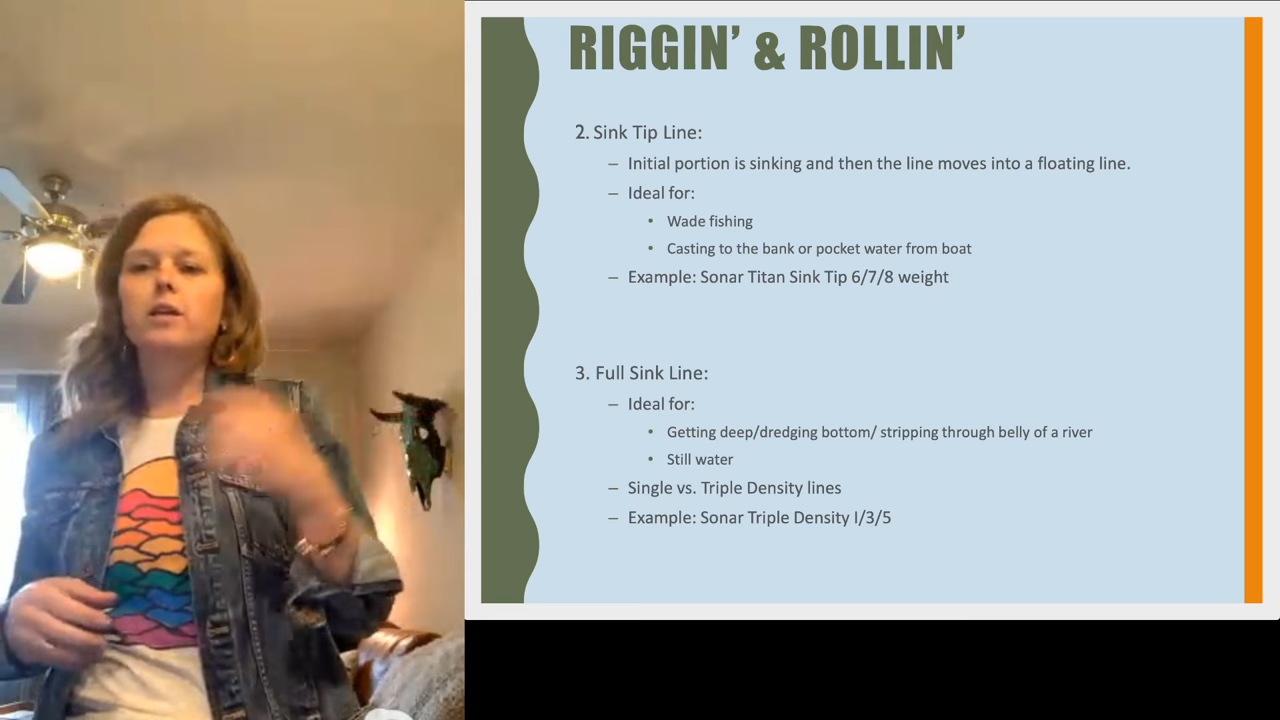 RIGGIN’ & ROLLIN’
2. Sink Tip Line:
– Initial portion is sinking and then the line moves into a floating line.
– Ideal for:
• Wade fishing
• Casting to the bank or pocket water from boat
– Example: Sonar Titan Sink Tip 6/7/8 weight
3. Full Sink Line:
– Ideal for:
• Getting deep/dredging bottom/ stripping through belly of a river
• Still water
– Single vs. Triple Density lines
– Example: Sonar Triple Density I/3/5